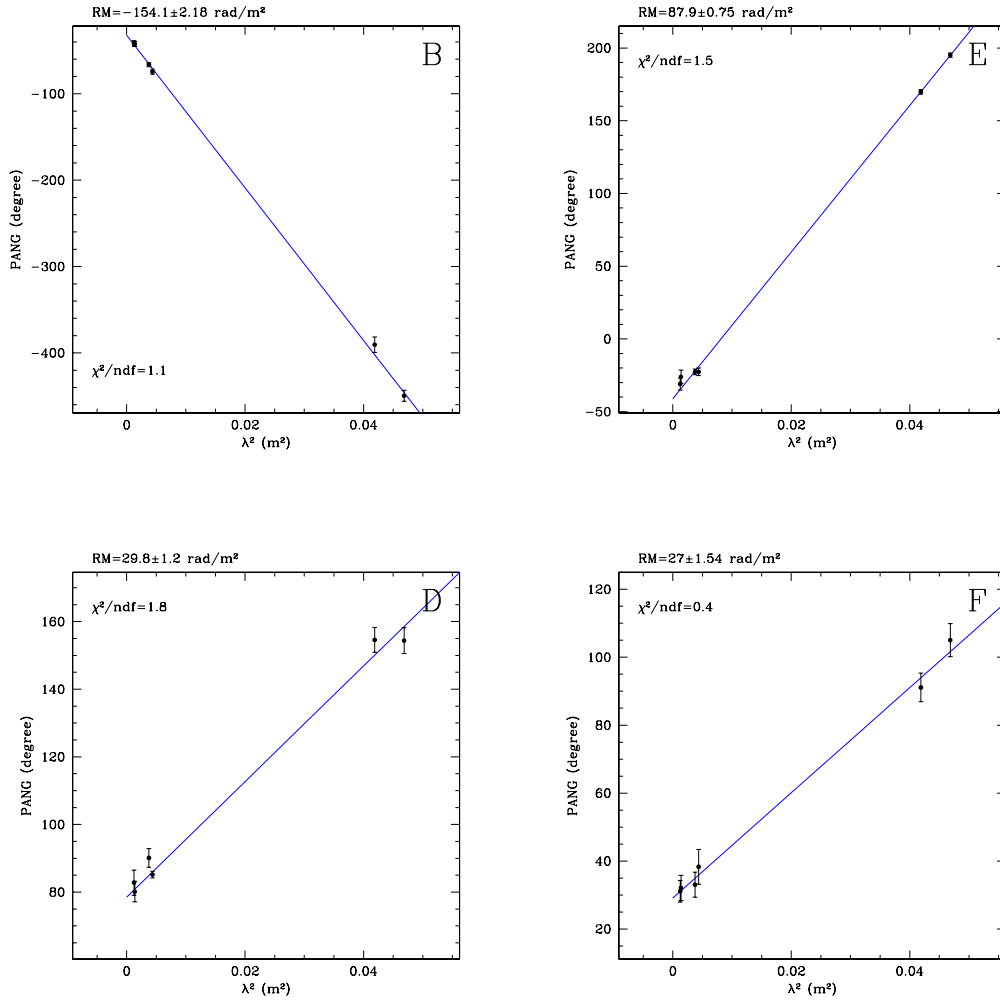 RM=−154.1±2.18 rad/m²
B
−100
−200
−300
−400
χ²/ndf=1.1
PANG (degree)
0
0.02
0.04
λ² (m²)
RM=87.9±0.75 rad/m²
E
χ²/ndf=1.5
200
150
100
50
0
−50
PANG (degree)
0
0.02
0.04
λ² (m²)
RM=29.8±1.2 rad/m²
D
χ²/ndf=1.8
160
140
120
100
80
PANG (degree)
0
0.02
0.04
λ² (m²)
RM=27±1.54 rad/m²
F
χ²/ndf=0.4
120
100
80
60
40
20
PANG (degree)
0
0.02
0.04
λ² (m²)